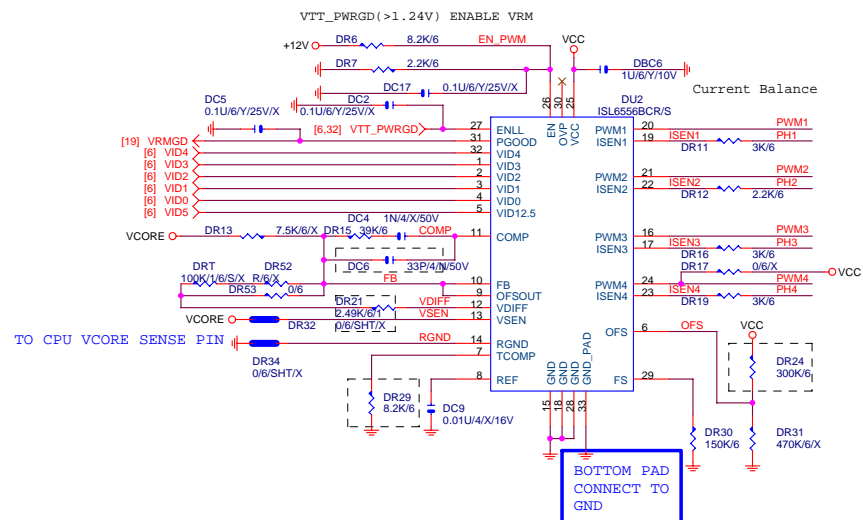 VTT_PWRGD(>1.24V) ENABLE VRM
+12V
DR6
8.2K/6
EN_PWM
VCC
DR7
2.2K/6
DBC6
1U/6/Y/10V
DC17
0.1U/6/Y/25V/X
Current Balance
DC5
0.1U/6/Y/25V/X
DC2
0.1U/6/Y/25V/X
26
30
25
EN
OVP
VCC
DU2
ISL6556BCR/S
[6,32] VTT_PWRGD
27
ENLL
[19] VRMGD
31
PGOOD
[6] VID4
32
VID4
[6] VID3
1
VID3
[6] VID2
2
VID2
[6] VID1
3
VID1
[6] VID0
4
VID0
[6] VID5
5
VID12.5
PWM1
20
PWM1
ISEN1
19
ISEN1
PH1
DR11
3K/6
PWM2
21
PWM2
ISEN2
22
ISEN2
PH2
DR12
2.2K/6
PWM3
16
PWM3
ISEN3
17
ISEN3
PH3
DR16
3K/6
DR17
0/6/X
VCC
PWM4
24
PWM4
ISEN4
23
ISEN4
PH4
DR19
3K/6
VCORE
DR13
7.5K/6/X
DR15
39K/6
DC4
1N/4/X/50V
COMP
11
COMP
DC6
33P/4/N/50V
DRT
100K/1/6/S/X
DR52
R/6/X
DR53
0/6
FB
10
FB
9
OFSOUT
DR21
2.49K/6/1
VDIFF
12
VDIFF
VCORE
DR32
0/6/SHT/X
VSEN
13
VSEN
TO CPU VCORE SENSE PIN
DR34
0/6/SHT/X
RGND
14
RGND
7
TCOMP
8
REF
DR29
8.2K/6
DC9
0.01U/4/X/16V
OFS
6
OFS
VCC
DR24
300K/6
FS
29
DR30
150K/6
DR31
470K/6/X
GND
GND
GND
GND_PAD
15
18
28
33
BOTTOM PAD
CONNECT TO
GND